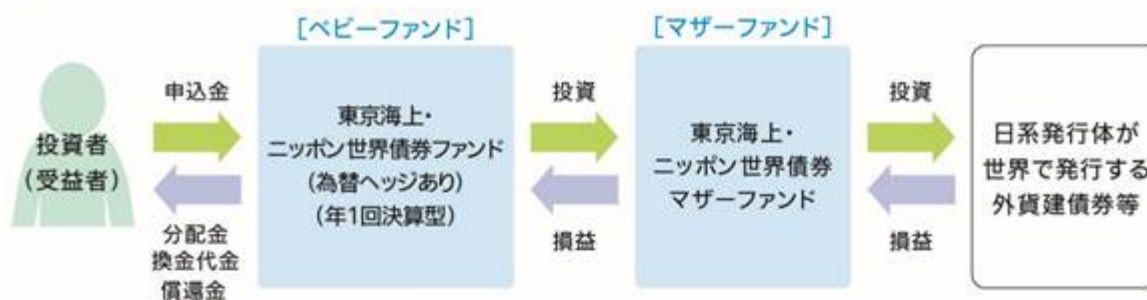 [ベビーファンド]
[マザーファンド]
投資者
(受益者)
申込金
分配金
換金代金
償還金
東京海上・
ニッポン世界債券ファンド
(為替ヘッジあり)
(年1回決算型)
投資
損益
東京海上・
ニッポン世界債券
マザーファンド
投資
損益
日系発行体が
世界で発行する
外貨建債券等